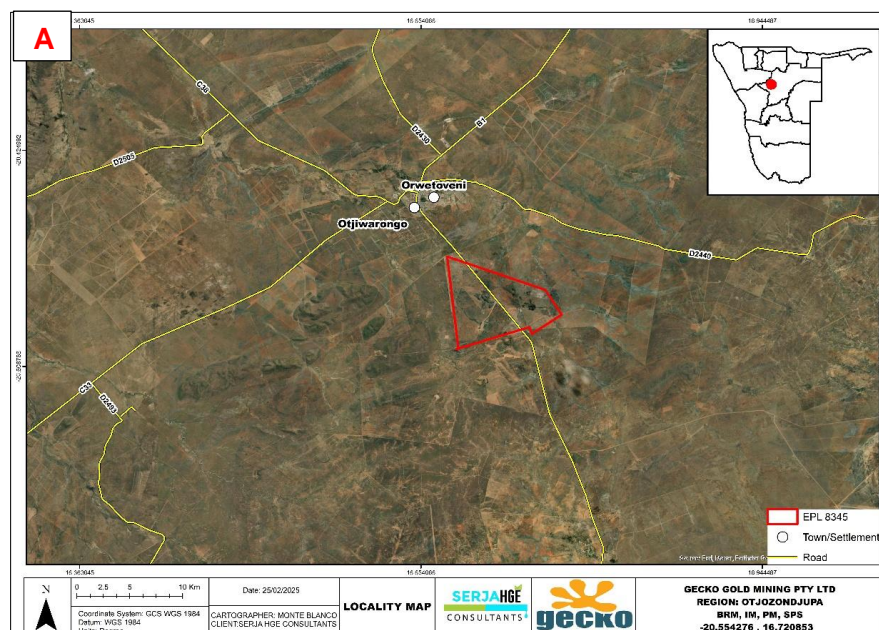 A
16.363045
16.654066
16.944487
C38
D2430
B1
D2505
Orwetoveni
Otjiwarongo
D2440
C33
EPL 8345
Town/Settlement
Road
N
0 2.5 5 10 Km
Coordinate System: GCS WGS 1984
Datum: WGS 1984
Date: 25/02/2025
CARTOGRAPHER: MONTE BLANCO
CLIENT:SERJA HGE CONSULTANTS
LOCALITY MAP
SERJA HGE
CONSULTANTS
gecko
GECKO GOLD MINING PTY LTD
REGION: OTJOZONDJUPA
BRM, IM, PM, SPS
-20.554276 , 16.720853
16.654066
16.944487